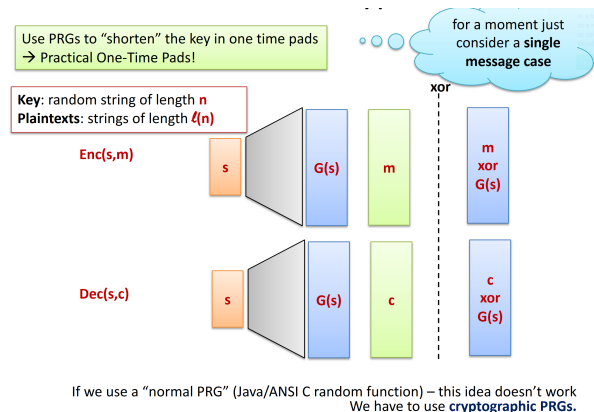 Use PRGs to “shorten” the key in one time pads
→ Practical One-Time Pads!
for a moment just
consider a single
message case
Key: random string of length n
Plaintexts: strings of length ℓ(n)
xor
Enc(s,m)
s
G(s)
m
m
xor
G(s)
Dec(s,c)
s
G(s)
c
c
xor
G(s)
If we use a “normal PRG” (Java/ANSI C random function) – this idea doesn’t work
We have to use cryptographic PRGs.